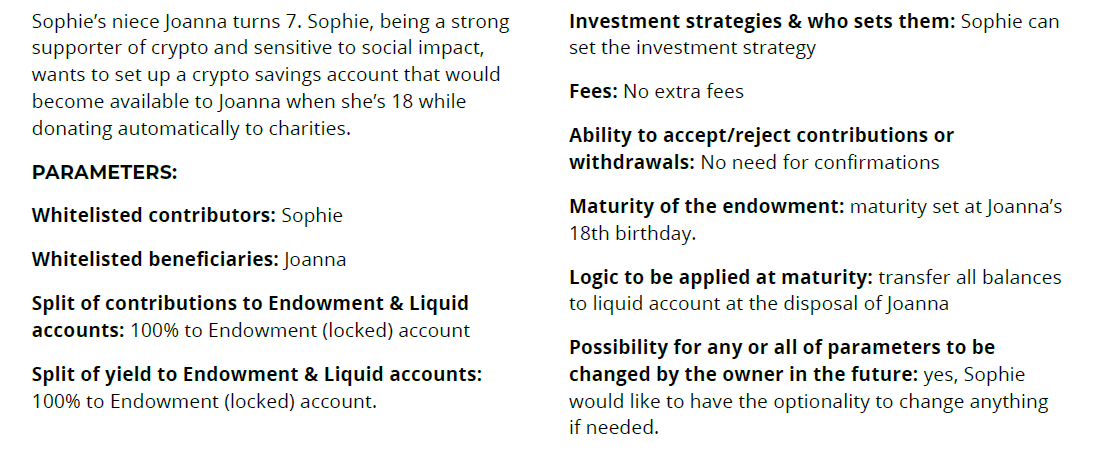 Sophie’s niece Joanna turns 7. Sophie, being a strong
supporter of crypto and sensitive to social impact,
wants to set up a crypto savings account that would
become available to Joanna when she’s 18 while
donating automatically to charities.
PARAMETERS:
Whitelisted contributors: Sophie
Whitelisted beneficiaries: Joanna
Split of contributions to Endowment & Liquid
accounts: 100% to Endowment (locked) account
Split of yield to Endowment & Liquid accounts:
100% to Endowment (locked) account.
Investment strategies & who sets them: Sophie can
set the investment strategy
Fees: No extra fees
Ability to accept/reject contributions or
withdrawals: No need for confirmations
Maturity of the endowment: maturity set at Joanna’s
18th birthday.
Logic to be applied at maturity: transfer all balances
to liquid account at the disposal of Joanna
Possibility for any or all of parameters to be
changed by the owner in the future: yes, Sophie
would like to have the optionality to change anything
if needed.